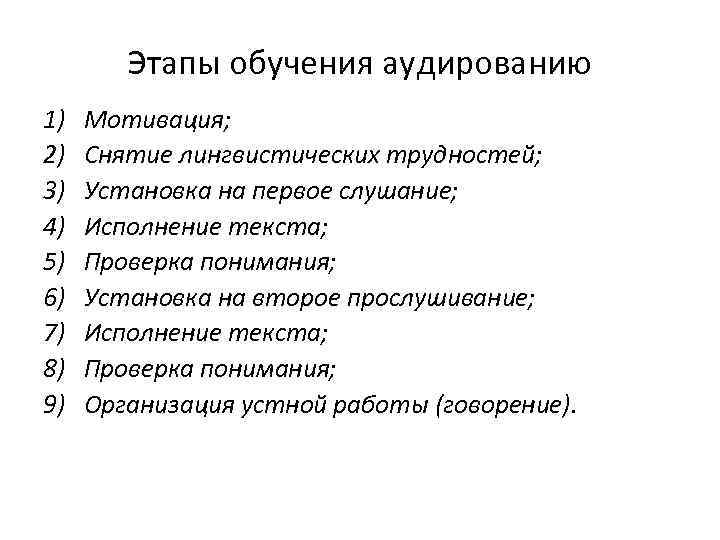 Этапы обучения аудированию
1) Мотивация;
2) Снятие лингвистических трудностей;
3) Установка на первое слушание;
4) Исполнение текста;
5) Проверка понимания;
6) Установка на второе прослушивание;
7) Исполнение текста;
8) Проверка понимания;
9) Организация устной работы (говорение).